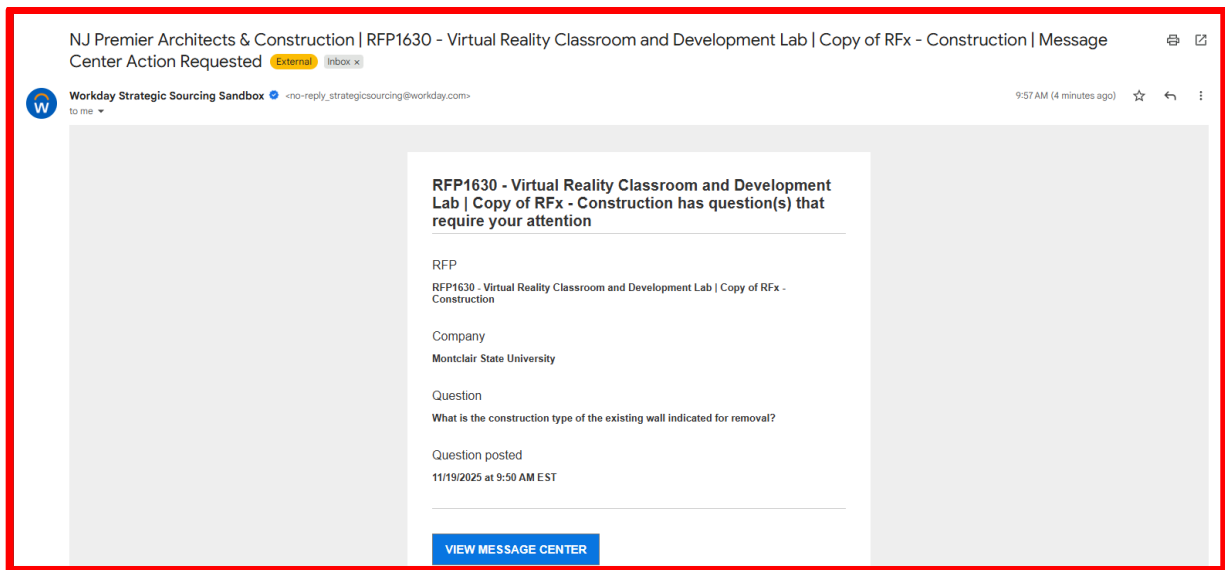 NJ Premier Architects & Construction | RFP1630 - Virtual Reality Classroom and Development Lab | Copy of RFx - Construction | Message
Center Action Requested External Inbox ×
Workday Strategic Sourcing Sandbox <no-reply_strategicsourcing@workday.com> 9:57 AM (4 minutes ago)
to me
RFP1630 - Virtual Reality Classroom and Development
Lab | Copy of RFx - Construction has question(s) that
require your attention
RFP
RFP1630 - Virtual Reality Classroom and Development Lab | Copy of RFx -
Construction
Company
Montclair State University
Question
What is the construction type of the existing wall indicated for removal?
Question posted
11/19/2025 at 9:50 AM EST
VIEW MESSAGE CENTER